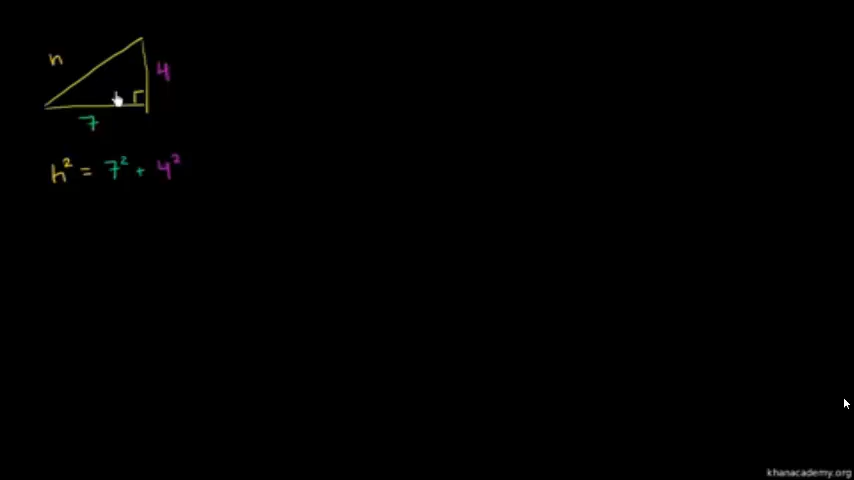 h
4
7
h² = 7² + 4²
khanacademy.org